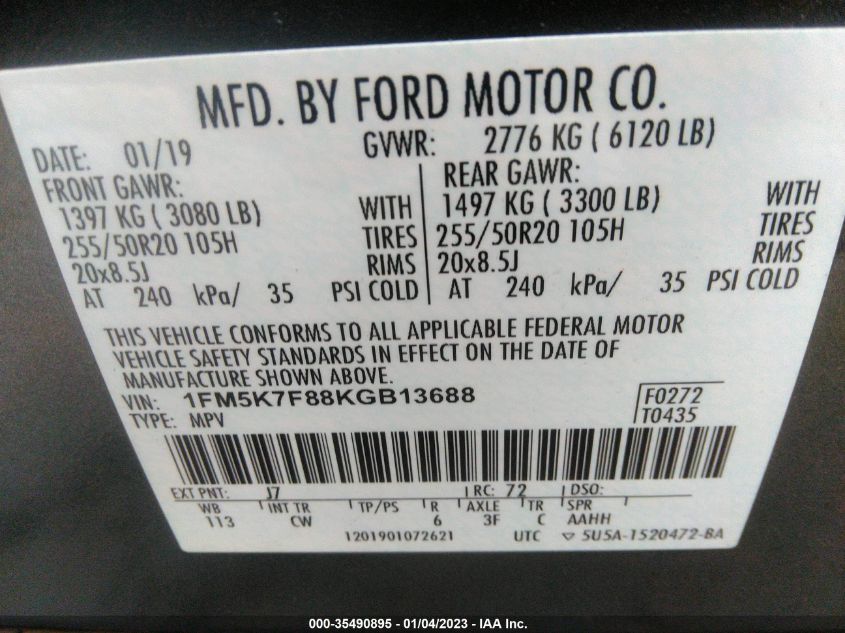 MFD. BY FORD MOTOR CO.
DATE: 01/19 GVWR: 2776 KG ( 6120 LB)
FRONT GAWR: REAR GAWR:
1397 KG ( 3080 LB) WITH 1497 KG ( 3300 LB) WITH
255/50R20 105H TIRES 255/50R20 105H TIRES
20x8.5J RIMS 20x8.5J RIMS
AT 240 kPa/ 35 PSI COLD AT 240 kPa/ 35 PSI COLD
THIS VEHICLE CONFORMS TO ALL APPLICABLE FEDERAL MOTOR
VEHICLE SAFETY STANDARDS IN EFFECT ON THE DATE OF
MANUFACTURE SHOWN ABOVE.
VIN: 1FM5K7F88KGB13688 F0272
TYPE: MPV T0435
EXT PNT: J7 RC: 72 DSO:
WB INT TR TP/PS R AXLE TR SPR
113 CW 6 3F C AAHH
1201901072621 UTC ▽ 5U5A-1520472-BA
000-35490895 - 01/04/2023 - IAA Inc.